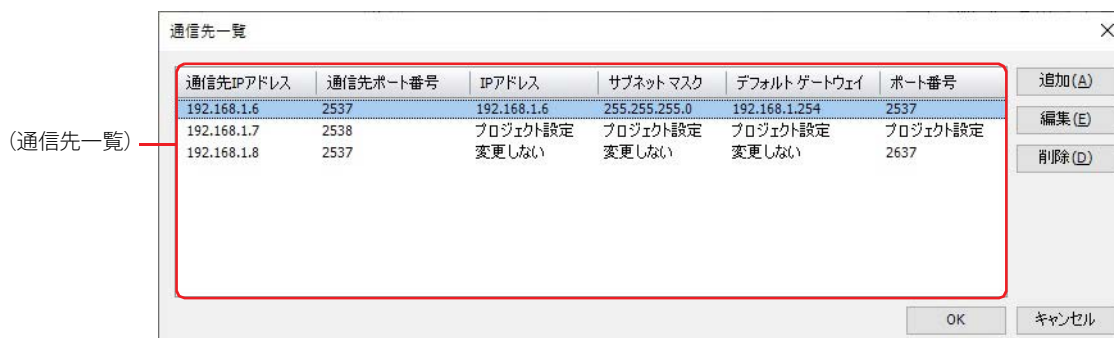 通信先一覧
通信先IPアドレス 通信先ポート番号 IPアドレス サブネット マスク デフォルト ゲートウェイ ポート番号
192.168.1.6 2537 192.168.1.6 255.255.255.0 192.168.1.254 2537
192.168.1.7 2538 プロジェクト設定 プロジェクト設定 プロジェクト設定 プロジェクト設定
192.168.1.8 2537 変更しない 変更しない 変更しない 2637
追加(A)
編集(E)
削除(D)
(通信先一覧)
OK キャンセル